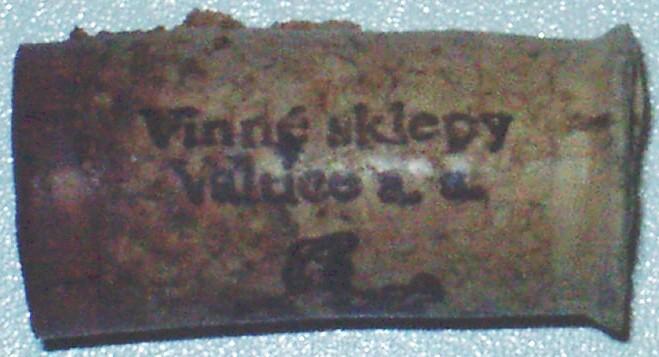 Vinné sklepy
Valtice a. s.